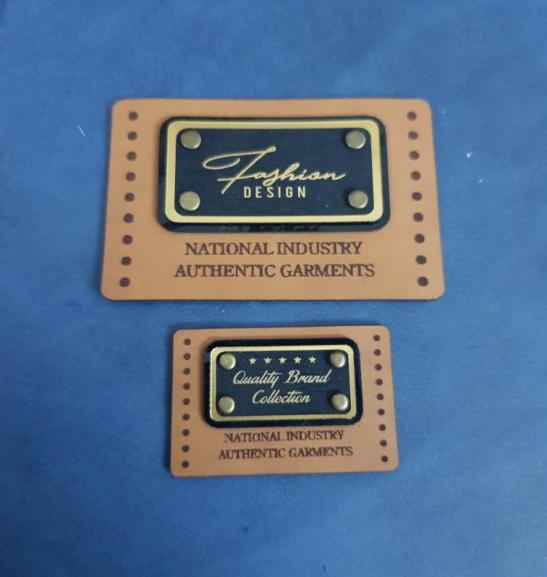 Fashion
DESIGN
NATIONAL INDUSTRY
AUTHENTIC GARMENTS
Quality Brand
Collection
NATIONAL INDUSTRY
AUTHENTIC GARMENTS